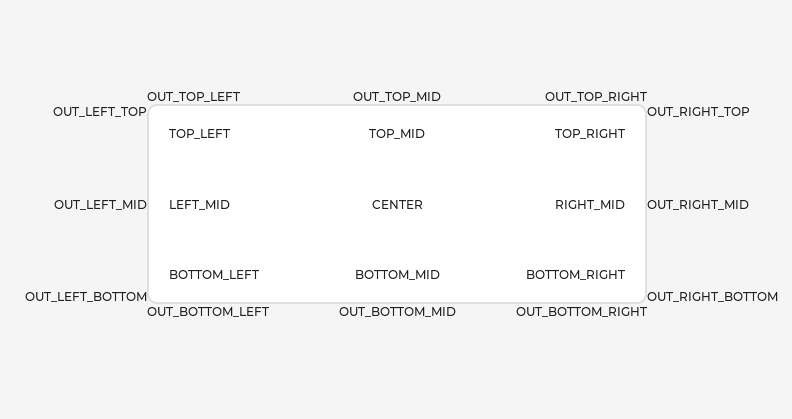 OUT_TOP_LEFT OUT_TOP_MID OUT_TOP_RIGHT
OUT_LEFT_TOP OUT_RIGHT_TOP
TOP_LEFT TOP_MID TOP_RIGHT
OUT_LEFT_MID LEFT_MID CENTER RIGHT_MID OUT_RIGHT_MID
BOTTOM_LEFT BOTTOM_MID BOTTOM_RIGHT
OUT_LEFT_BOTTOM OUT_RIGHT_BOTTOM
OUT_BOTTOM_LEFT OUT_BOTTOM_MID OUT_BOTTOM_RIGHT